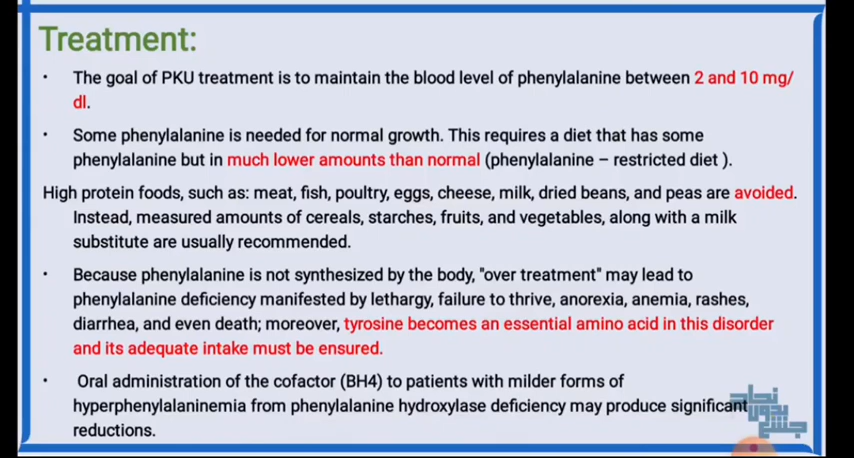 Treatment:
• The goal of PKU treatment is to maintain the blood level of phenylalanine between 2 and 10 mg/
dl.
• Some phenylalanine is needed for normal growth. This requires a diet that has some
phenylalanine but in much lower amounts than normal (phenylalanine – restricted diet ).
High protein foods, such as: meat, fish, poultry, eggs, cheese, milk, dried beans, and peas are avoided.
Instead, measured amounts of cereals, starches, fruits, and vegetables, along with a milk
substitute are usually recommended.
• Because phenylalanine is not synthesized by the body, "over treatment" may lead to
phenylalanine deficiency manifested by lethargy, failure to thrive, anorexia, anemia, rashes,
diarrhea, and even death; moreover, tyrosine becomes an essential amino acid in this disorder
and its adequate intake must be ensured.
• Oral administration of the cofactor (BH4) to patients with milder forms of
hyperphenylalaninemia from phenylalanine hydroxylase deficiency may produce significant
reductions.